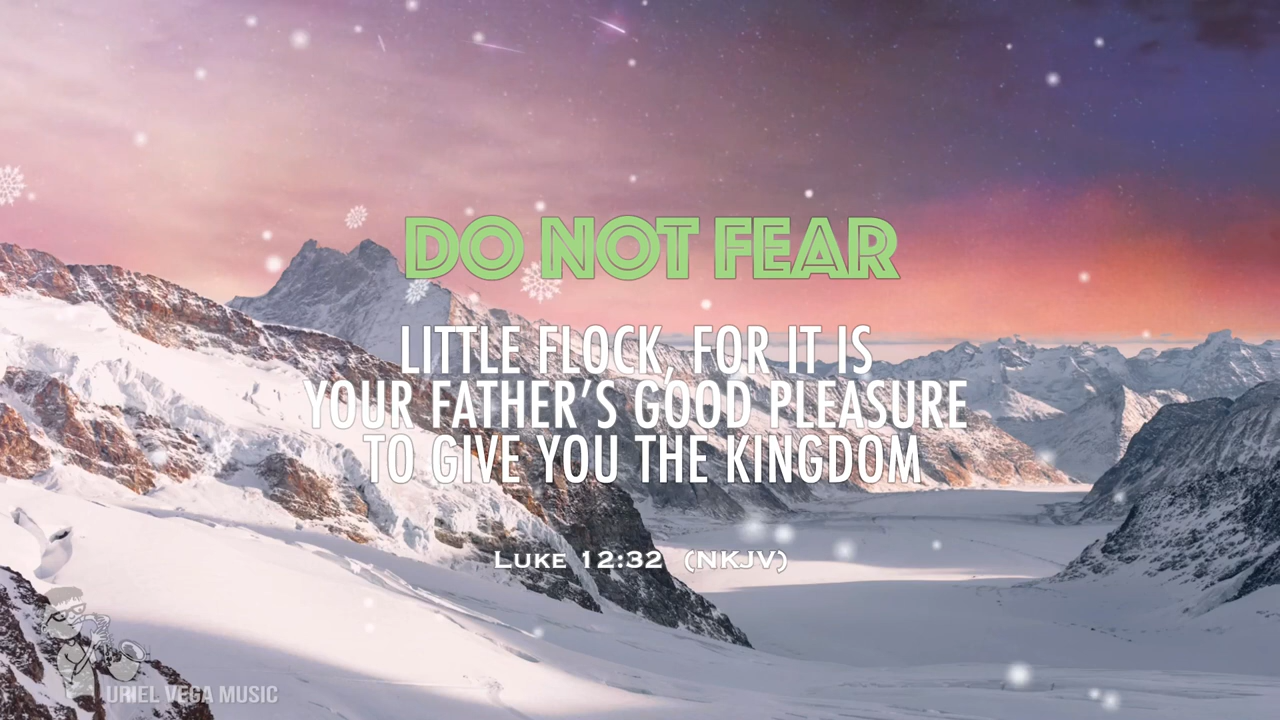 DO NOT FEAR
LITTLE FLOCK, FOR IT IS
YOUR FATHER’S GOOD PLEASURE
TO GIVE YOU THE KINGDOM
LUKE 12:32 (NKJV)
URIEL VEGA MUSIC